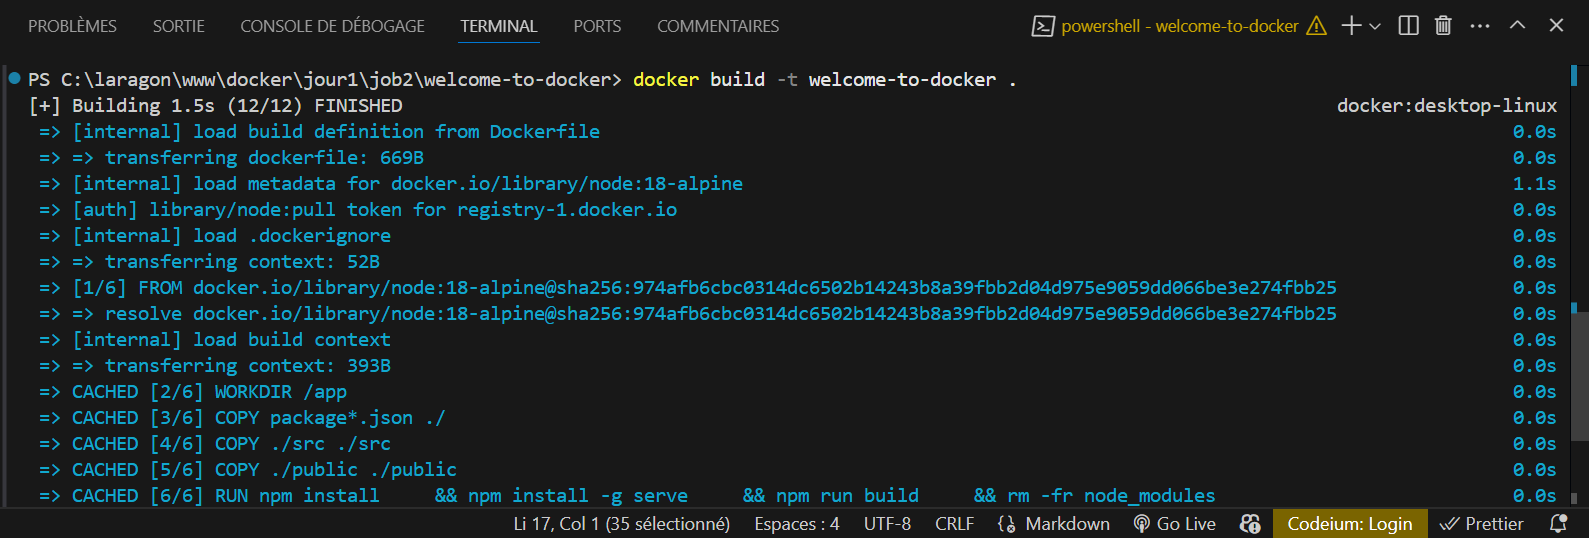 PROBLÈMES SORTIE CONSOLE DE DÉBOGAGE TERMINAL PORTS COMMENTAIRES powershell - welcome-to-docker
PS C:\laragon\www\docker\jour1\job2\welcome-to-docker> docker build -t welcome-to-docker .
[+] Building 1.5s (12/12) FINISHED docker:desktop-linux
=> [internal] load build definition from Dockerfile 0.0s
=> => transferring dockerfile: 669B 0.0s
=> [internal] load metadata for docker.io/library/node:18-alpine 1.1s
=> [auth] library/node:pull token for registry-1.docker.io 0.0s
=> [internal] load .dockerignore 0.0s
=> => transferring context: 52B 0.0s
=> [1/6] FROM docker.io/library/node:18-alpine@sha256:974afb6cbc0314dc6502b14243b8a39fbb2d04d975e9059dd066be3e274fbb25 0.0s
=> => resolve docker.io/library/node:18-alpine@sha256:974afb6cbc0314dc6502b14243b8a39fbb2d04d975e9059dd066be3e274fbb25 0.0s
=> [internal] load build context 0.0s
=> => transferring context: 393B 0.0s
=> CACHED [2/6] WORKDIR /app 0.0s
=> CACHED [3/6] COPY package*.json ./ 0.0s
=> CACHED [4/6] COPY ./src ./src 0.0s
=> CACHED [5/6] COPY ./public ./public 0.0s
=> CACHED [6/6] RUN npm install     && npm install -g serve     && npm run build     && rm -fr node_modules 0.0s
Li 17, Col 1 (35 sélectionné) Espaces : 4 UTF-8 CRLF Markdown Go Live Codeium: Login Prettier